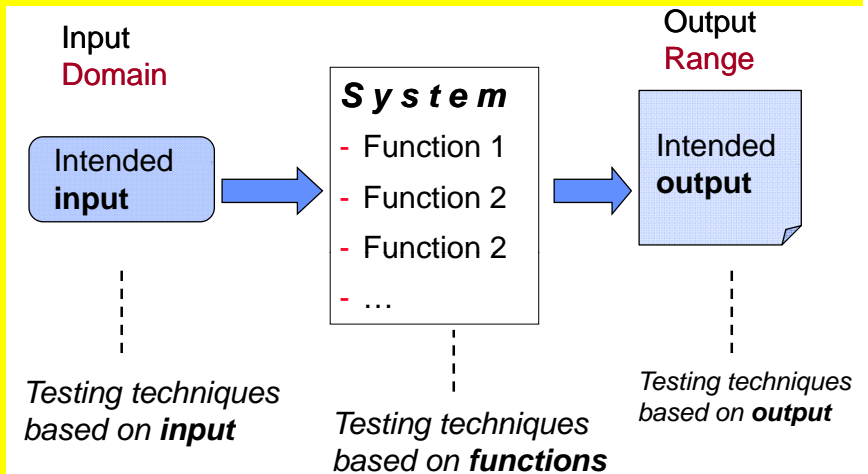 Input
Domain
Intended
input
Testing techniques
based on input
System
- Function 1
- Function 2
- Function 2
- …
Testing techniques
based on functions
Output
Range
Intended
output
Testing techniques
based on output